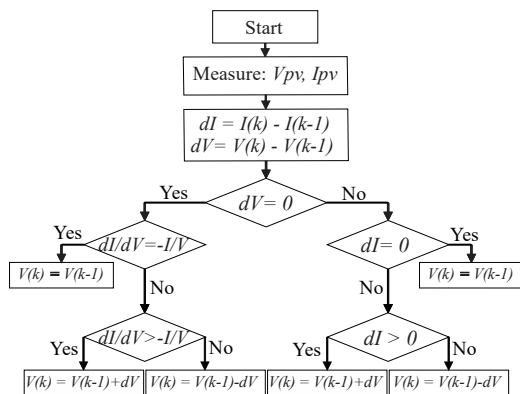 Start
Measure: Vpv, Ipv
dI = I(k) - I(k-1)
dV= V(k) - V(k-1)
Yes
dV= 0
No
Yes
dI/dV=-I/V
dI= 0
Yes
V(k) = V(k-1)
V(k) = V(k-1)
No
No
Yes
dI/dV>-I/V
No
Yes
dI > 0
No
V(k) = V(k-1)+dV
V(k) = V(k-1)-dV
V(k) = V(k-1)+dV
V(k) = V(k-1)-dV